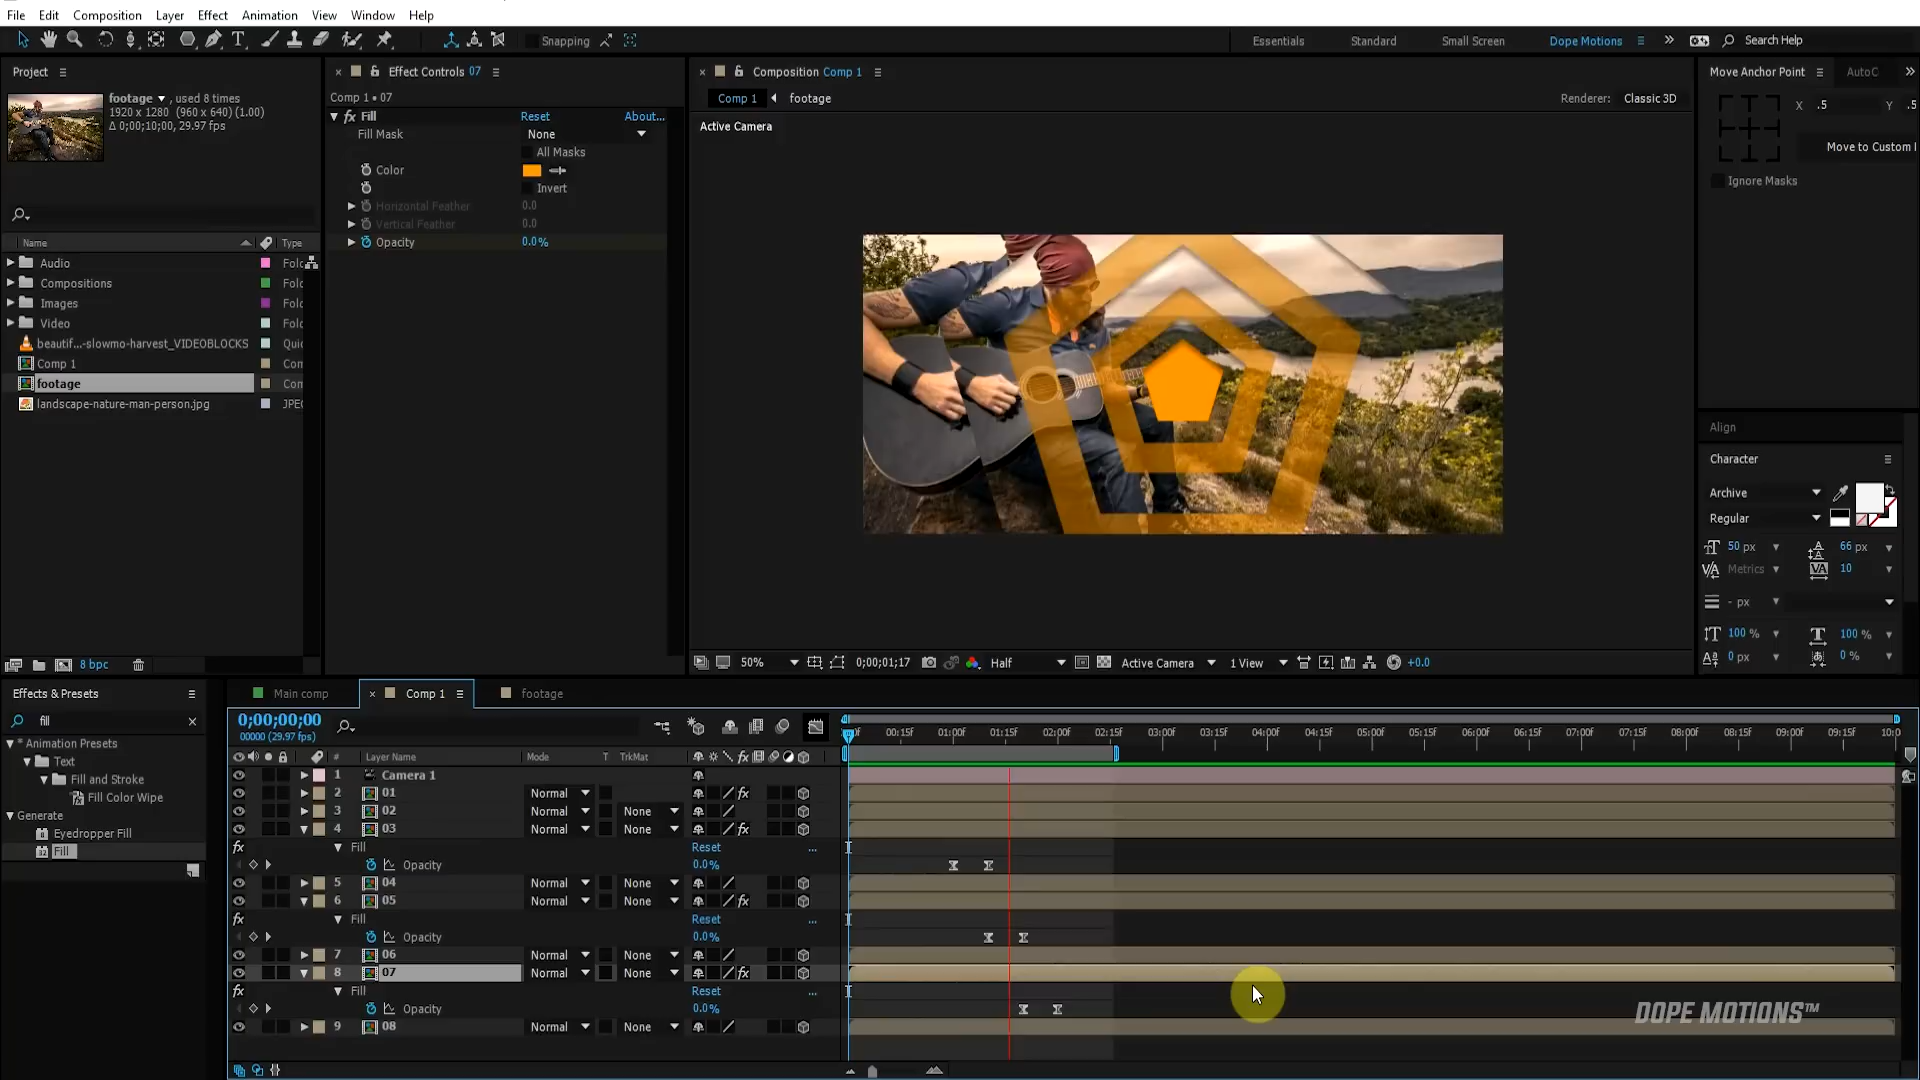 File Edit Composition Layer Effect Animation View Window Help
Snapping
Essentials Standard Small Screen Dope Motions Search Help
Project
footage , used 8 times
1920 x 1280 (960 x 640) (1.00)
Δ 0;00;10;00, 29.97 fps
Name Type
Audio Folc
Compositions Folc
Images Folc
Video Folc
beautif...-slowmo-harvest_VIDEOBLOCKS Quic
Comp 1 Com
footage Com
landscape-nature-man-person.jpg JPEC
8 bpc
Effect Controls 07
Comp 1 • 07
fx Fill Reset About...
Fill Mask None
All Masks
Color
Invert
Horizontal Feather 0.0
Vertical Feather 0.0
Opacity 0.0%
Composition Comp 1
Comp 1 footage Renderer: Classic 3D
Active Camera
50% 0;00;01;17 Half Active Camera 1 View +0.0
Move Anchor Point AutoC
X .5 Y .5
Move to Custom
Ignore Masks
Align
Character
Archive
Regular
50 px 66 px
Metrics 10
- px
100 % 100 %
0 px 0 %
Effects & Presets
fill
* Animation Presets
Text
Fill and Stroke
Fill Color Wipe
Generate
Eyedropper Fill
Fill
Main comp Comp 1 footage
0;00;00;00
00000 (29.97 fps)
00:15f 01:00f 01:15f 02:00f 02:15f 03:00f 03:15f 04:00f 04:15f 05:00f 05:15f 06:00f 06:15f 07:00f 07:15f 08:00f 08:15f 09:00f 09:15f 10:0
# Layer Name Mode T TrkMat
1 Camera 1
2 01 Normal fx
3 02 Normal None
4 03 Normal None fx
fx Fill Reset ...
Opacity 0.0%
5 04 Normal None
6 05 Normal None fx
fx Fill Reset ...
Opacity 0.0%
7 06 Normal None
8 07 Normal None fx
fx Fill Reset ...
Opacity 0.0%
9 08 Normal None
DOPE MOTIONS™